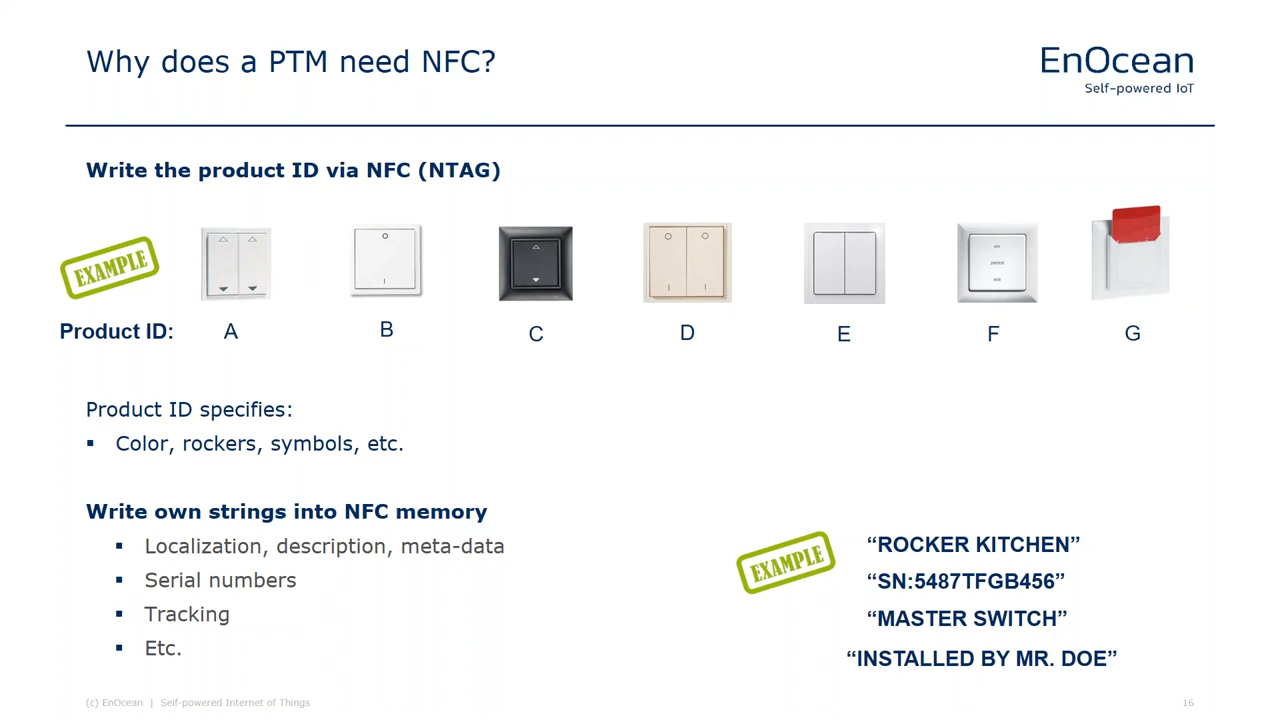 Why does a PTM need NFC?
EnOcean
Self-powered IoT
Write the product ID via NFC (NTAG)
EXAMPLE
Product ID: A B C D E F G
Product ID specifies:
▪ Color, rockers, symbols, etc.
Write own strings into NFC memory
▪ Localization, description, meta-data
▪ Serial numbers
▪ Tracking
▪ Etc.
EXAMPLE
“ROCKER KITCHEN”
“SN:5487TFGB456”
“MASTER SWITCH”
“INSTALLED BY MR. DOE”
(c) EnOcean | Self-powered Internet of Things
16